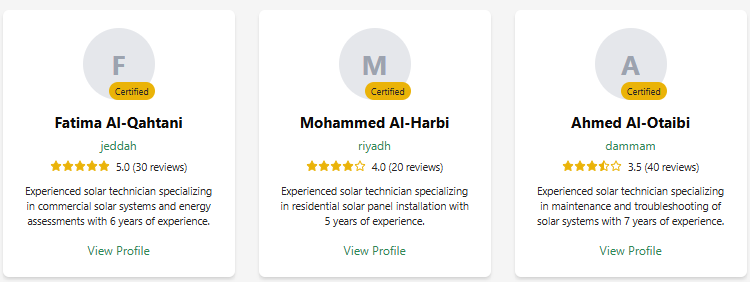 F
Certified
Fatima Al-Qahtani
jeddah
5.0 (30 reviews)
Experienced solar technician specializing
in commercial solar systems and energy
assessments with 6 years of experience.
View Profile
M
Certified
Mohammed Al-Harbi
riyadh
4.0 (20 reviews)
Experienced solar technician specializing
in residential solar panel installation with
5 years of experience.
View Profile
A
Certified
Ahmed Al-Otaibi
dammam
3.5 (40 reviews)
Experienced solar technician specializing
in maintenance and troubleshooting of
solar systems with 7 years of experience.
View Profile